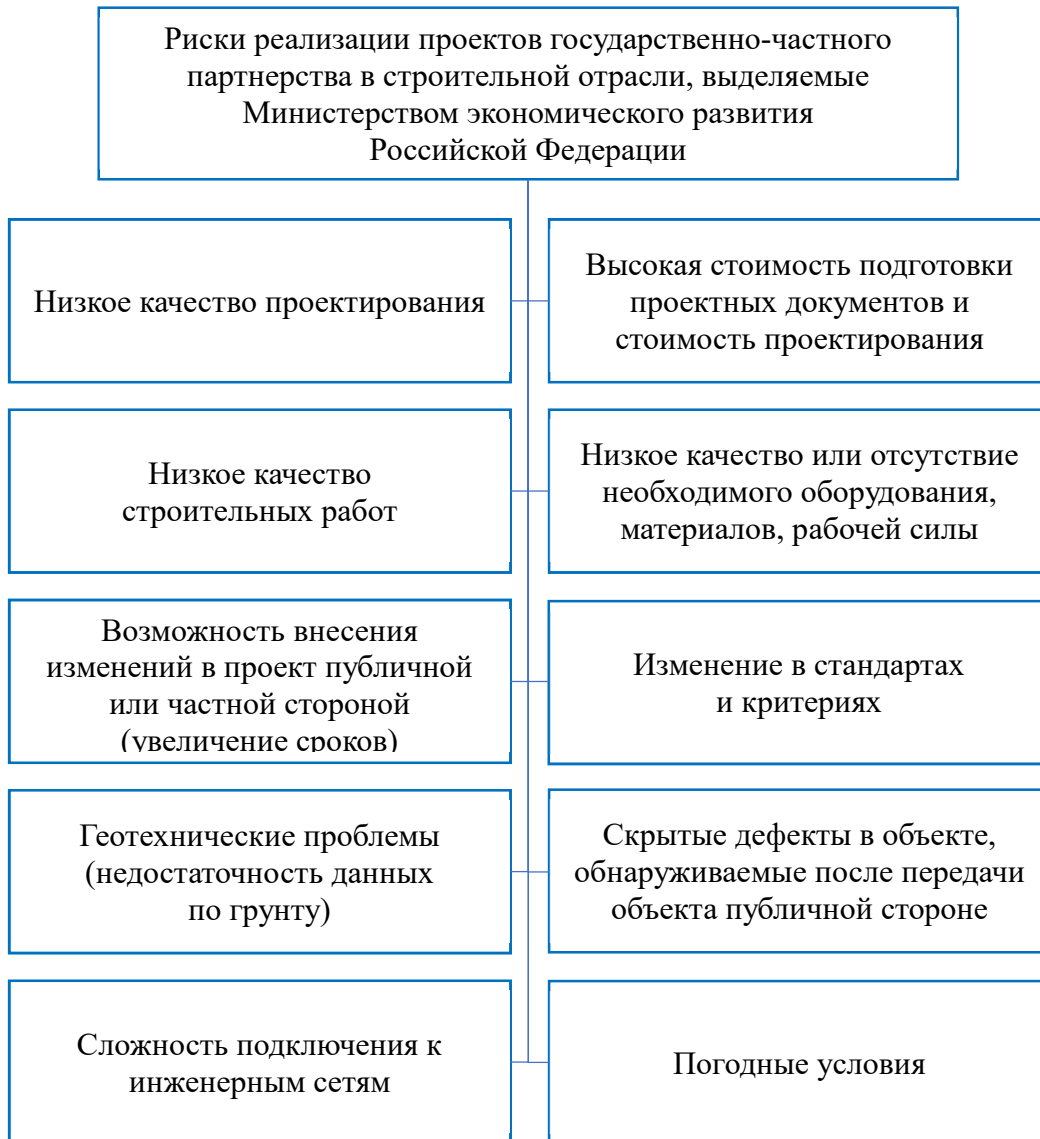 Риски реализации проектов государственно-частного
партнерства в строительной отрасли, выделяемые
Министерством экономического развития
Российской Федерации
Низкое качество проектирования
Высокая стоимость подготовки
проектных документов и
стоимость проектирования
Низкое качество
строительных работ
Низкое качество или отсутствие
необходимого оборудования,
материалов, рабочей силы
Возможность внесения
изменений в проект публичной
или частной стороной
(увеличение сроков)
Изменение в стандартах
и критериях
Геотехнические проблемы
(недостаточность данных
по грунту)
Скрытые дефекты в объекте,
обнаруживаемые после передачи
объекта публичной стороне
Сложность подключения к
инженерным сетям
Погодные условия